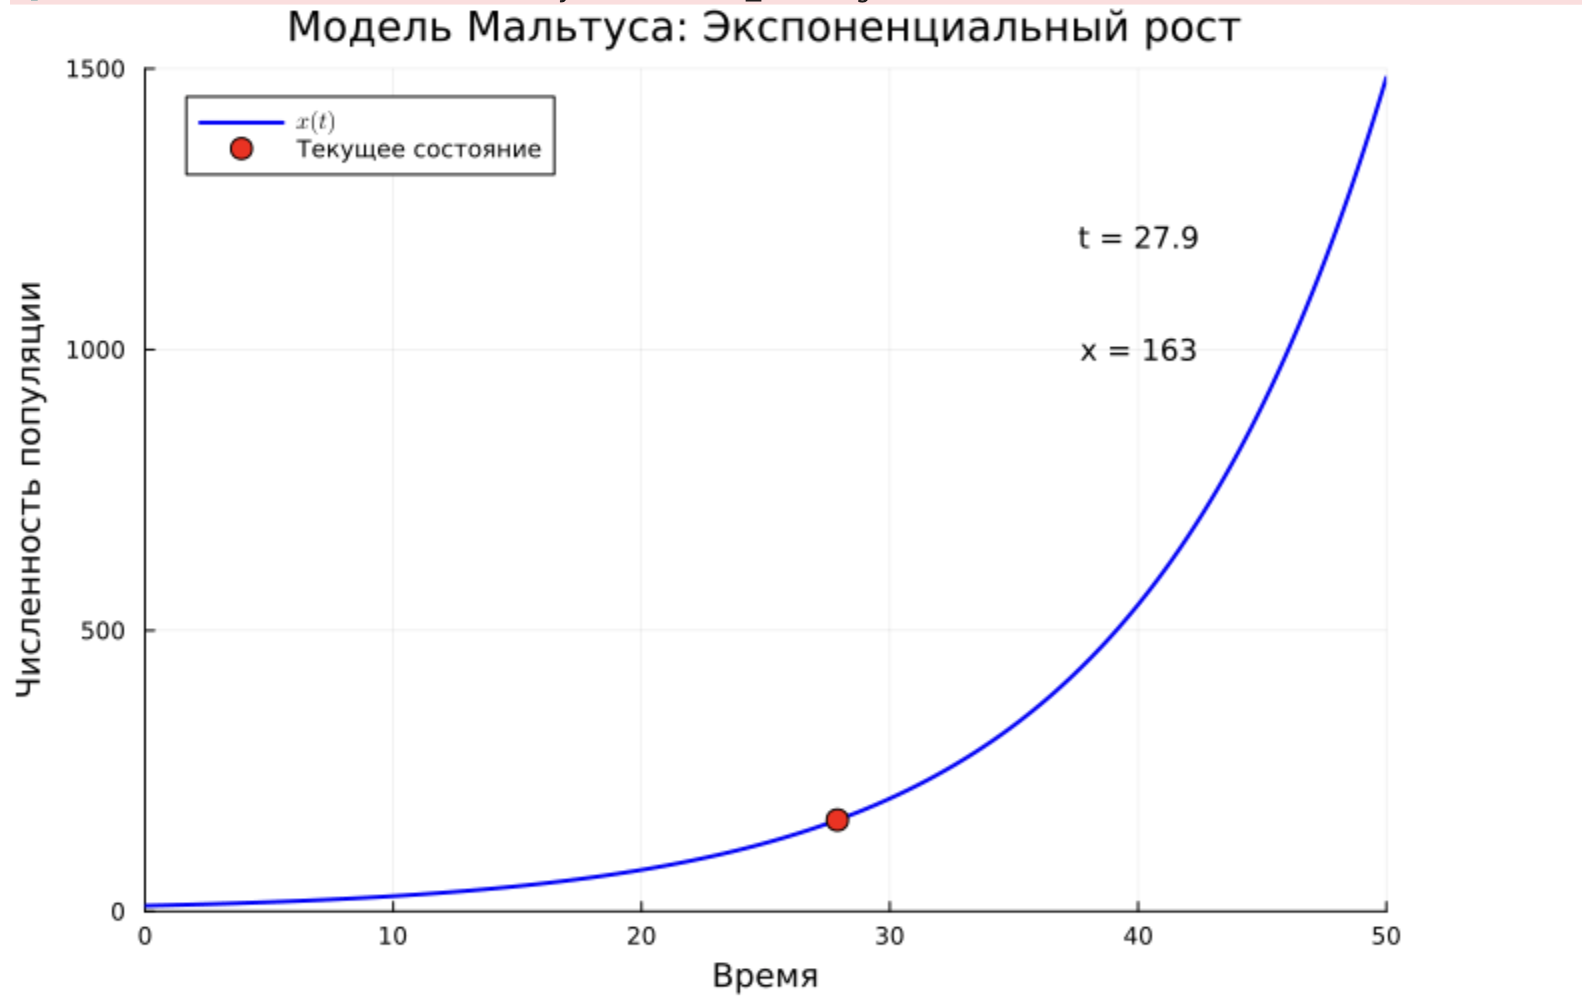 Модель Мальтуса: Экспоненциальный рост
1500
1000
500
0
Численность популяции
x(t)
Текущее состояние
t = 27.9
x = 163
0 10 20 30 40 50
Время